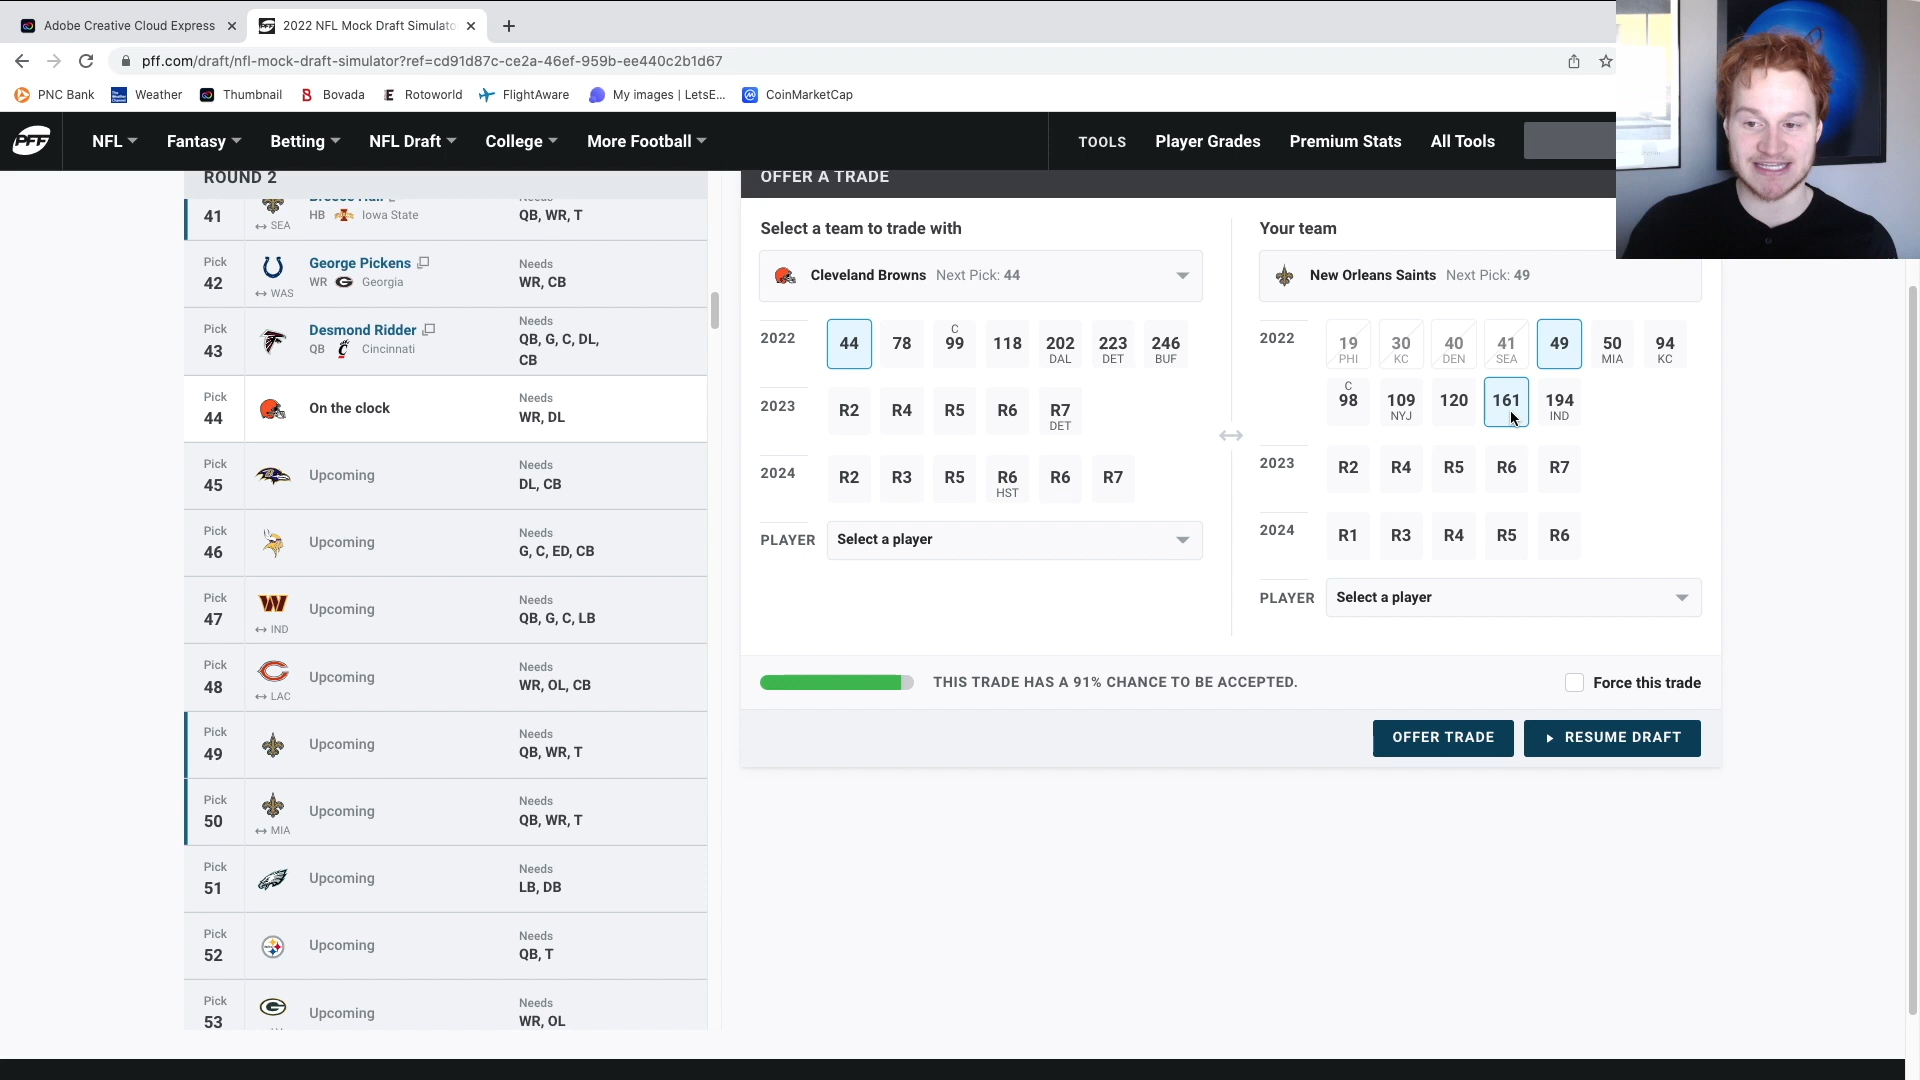 Adobe Creative Cloud Express
2022 NFL Mock Draft Simulato
pff.com/draft/nfl-mock-draft-simulator?ref=cd91d87c-ce2a-46ef-959b-ee440c2b1d67
PNC Bank Weather Thumbnail Bovada Rotoworld FlightAware My images | LetsE... CoinMarketCap
PFF NFL Fantasy Betting NFL Draft College More Football TOOLS Player Grades Premium Stats All Tools
ROUND 2
41 SEA HB Iowa State QB, WR, T
Pick 42 WAS George Pickens WR Georgia Needs WR, CB
Pick 43 Desmond Ridder QB Cincinnati Needs QB, G, C, DL, CB
Pick 44 On the clock Needs WR, DL
Pick 45 Upcoming Needs DL, CB
Pick 46 Upcoming Needs G, C, ED, CB
Pick 47 IND Upcoming Needs QB, G, C, LB
Pick 48 LAC Upcoming Needs WR, OL, CB
Pick 49 Upcoming Needs QB, WR, T
Pick 50 MIA Upcoming Needs QB, WR, T
Pick 51 Upcoming Needs LB, DB
Pick 52 Upcoming Needs QB, T
Pick 53 Upcoming Needs WR, OL
OFFER A TRADE
Select a team to trade with
Cleveland Browns Next Pick: 44
2022 44 78 C 99 118 202 DAL 223 DET 246 BUF
2023 R2 R4 R5 R6 R7 DET
2024 R2 R3 R5 R6 HST R6 R7
PLAYER Select a player
Your team
New Orleans Saints Next Pick: 49
2022 19 PHI 30 KC 40 DEN 41 SEA 49 50 MIA 94 KC
C 98 109 NYJ 120 161 194 IND
2023 R2 R4 R5 R6 R7
2024 R1 R3 R4 R5 R6
PLAYER Select a player
THIS TRADE HAS A 91% CHANCE TO BE ACCEPTED.
Force this trade
OFFER TRADE RESUME DRAFT